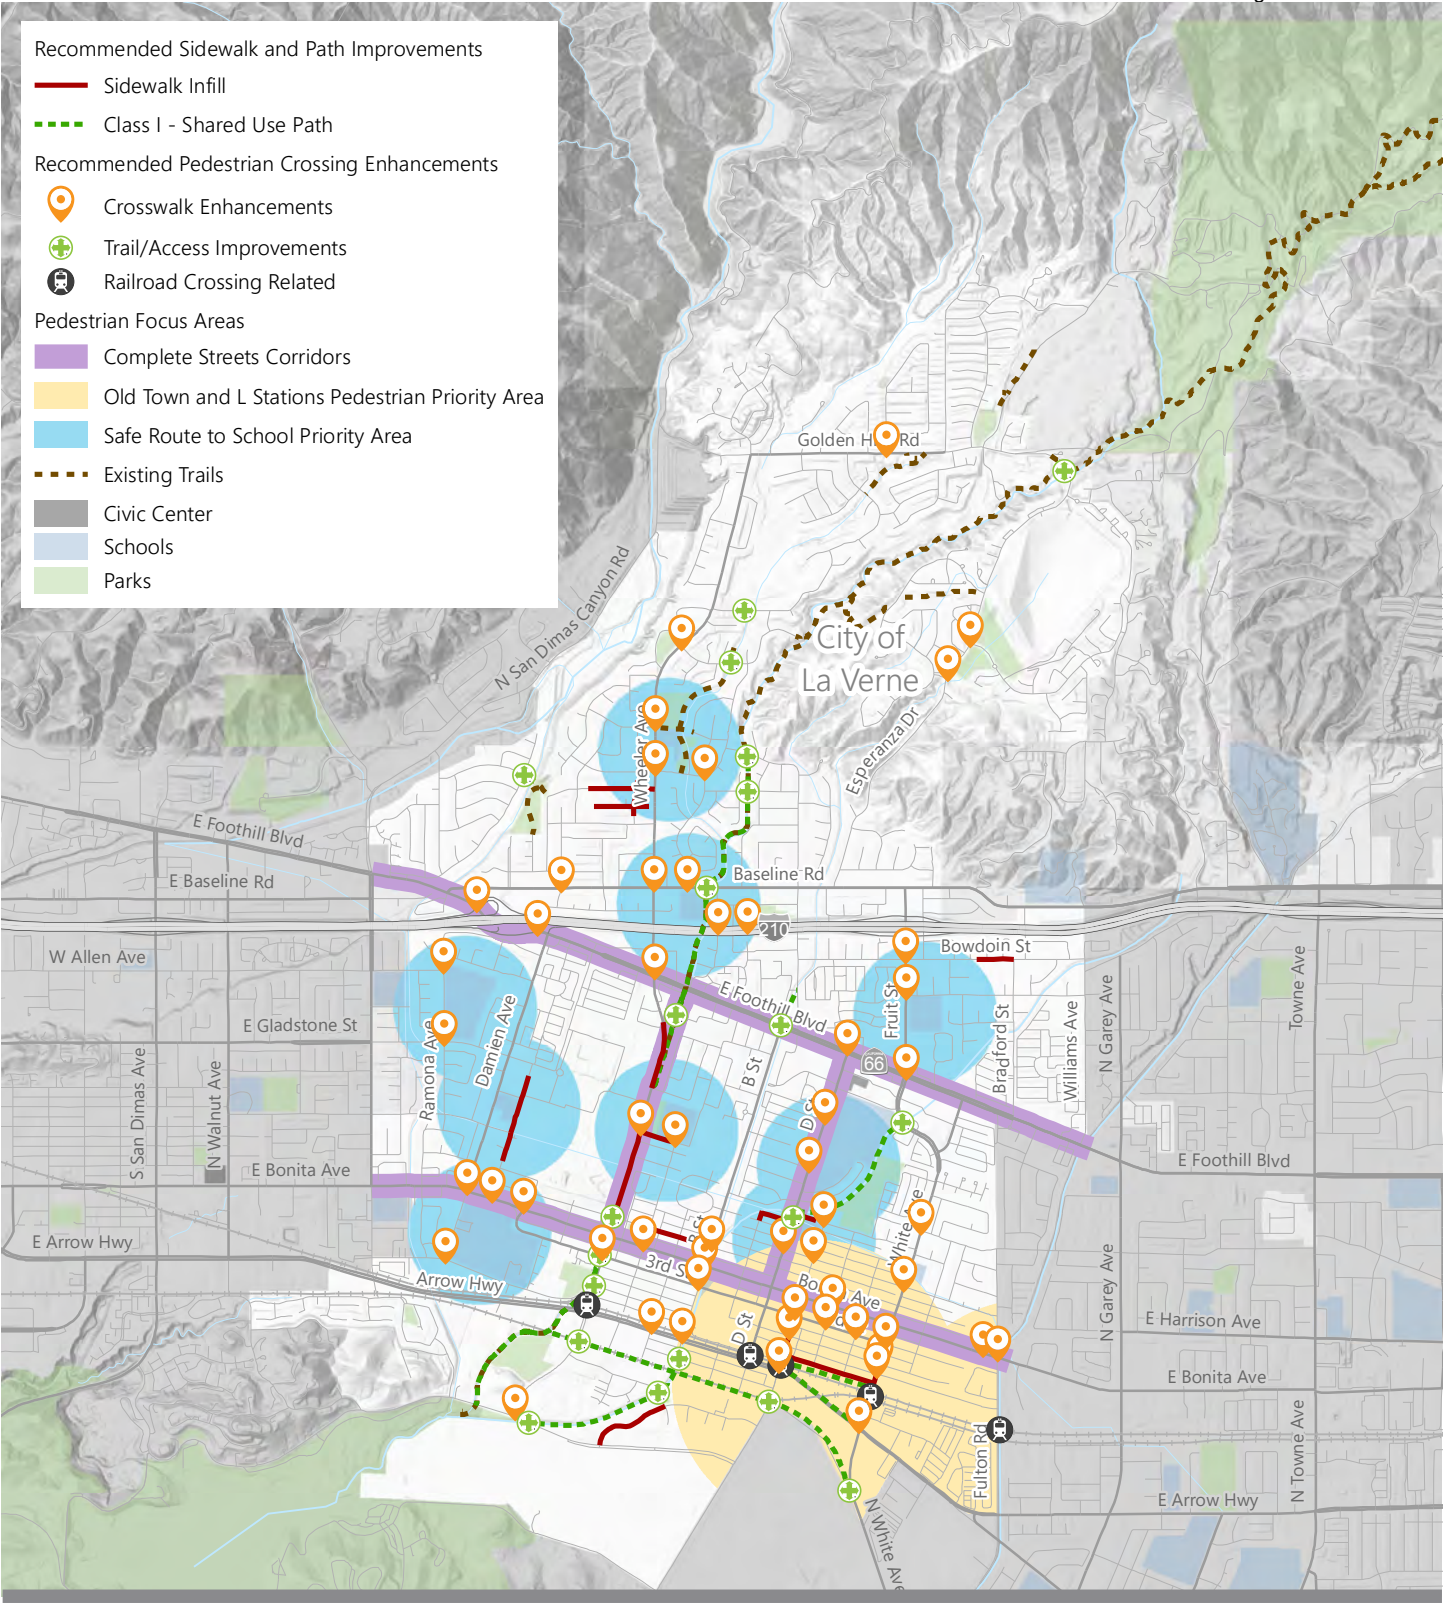 Recommended Sidewalk and Path Improvements
Sidewalk Infill
Class I - Shared Use Path
Recommended Pedestrian Crossing Enhancements
Crosswalk Enhancements
Trail/Access Improvements
Railroad Crossing Related
Pedestrian Focus Areas
Complete Streets Corridors
Old Town and L Stations Pedestrian Priority Area
Safe Route to School Priority Area
Existing Trails
Civic Center
Schools
Parks
Rd
N San Dimas Canyon Rd
City of
La Verne
Wheeler Ave
Esperanza Dr
E Foothill Blvd
E Baseline Rd
Baseline Rd
210
W Allen Ave
Bowdoin St
E Foothill Blvd
Fruit St
Towne Ave
N Garey Ave
E Gladstone St
Damien Ave
Ramona Ave
Bradford St
Williams Ave
66
B St
S San Dimas Ave
N Walnut Ave
E Bonita Ave
E Foothill Blvd
White Ave
E Arrow Hwy
Arrow Hwy
Ave
N Garey Ave
E Harrison Ave
D St
E Bonita Ave
Fulton Rd
N Towne Ave
E Arrow Hwy
N White Ave